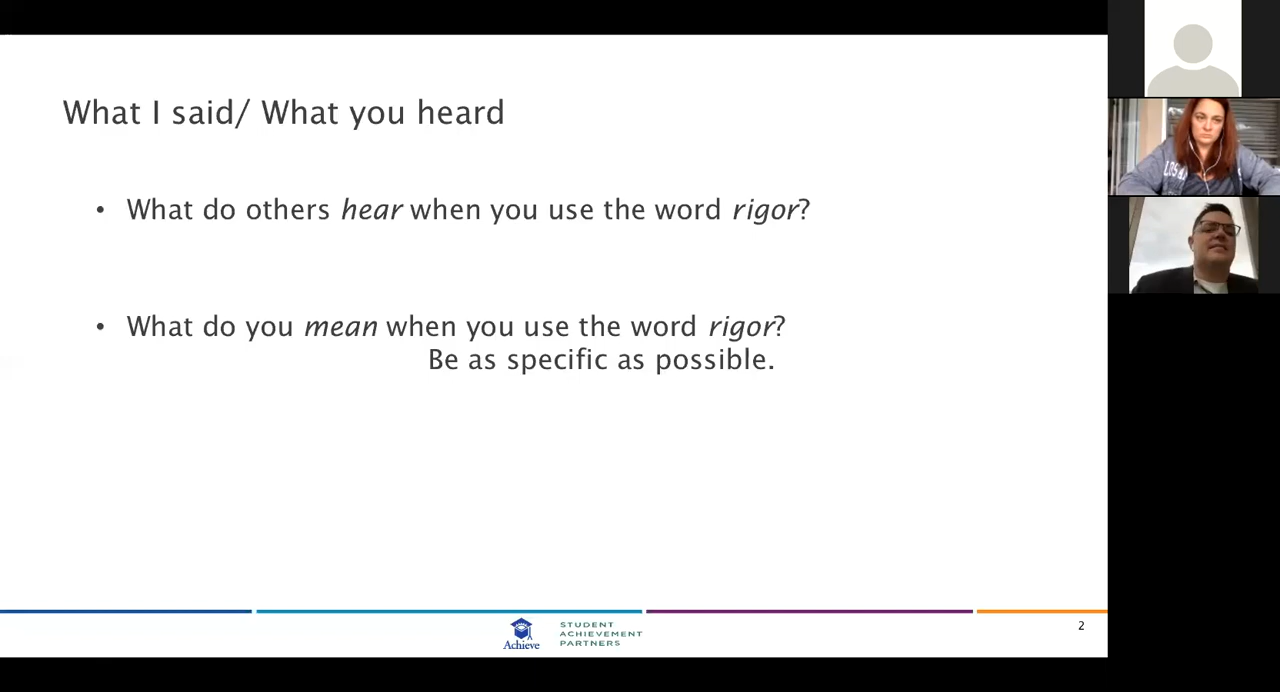 What I said/ What you heard
• What do others hear when you use the word rigor?
• What do you mean when you use the word rigor?
Be as specific as possible.
Achieve
STUDENT
ACHIEVEMENT
PARTNERS
2